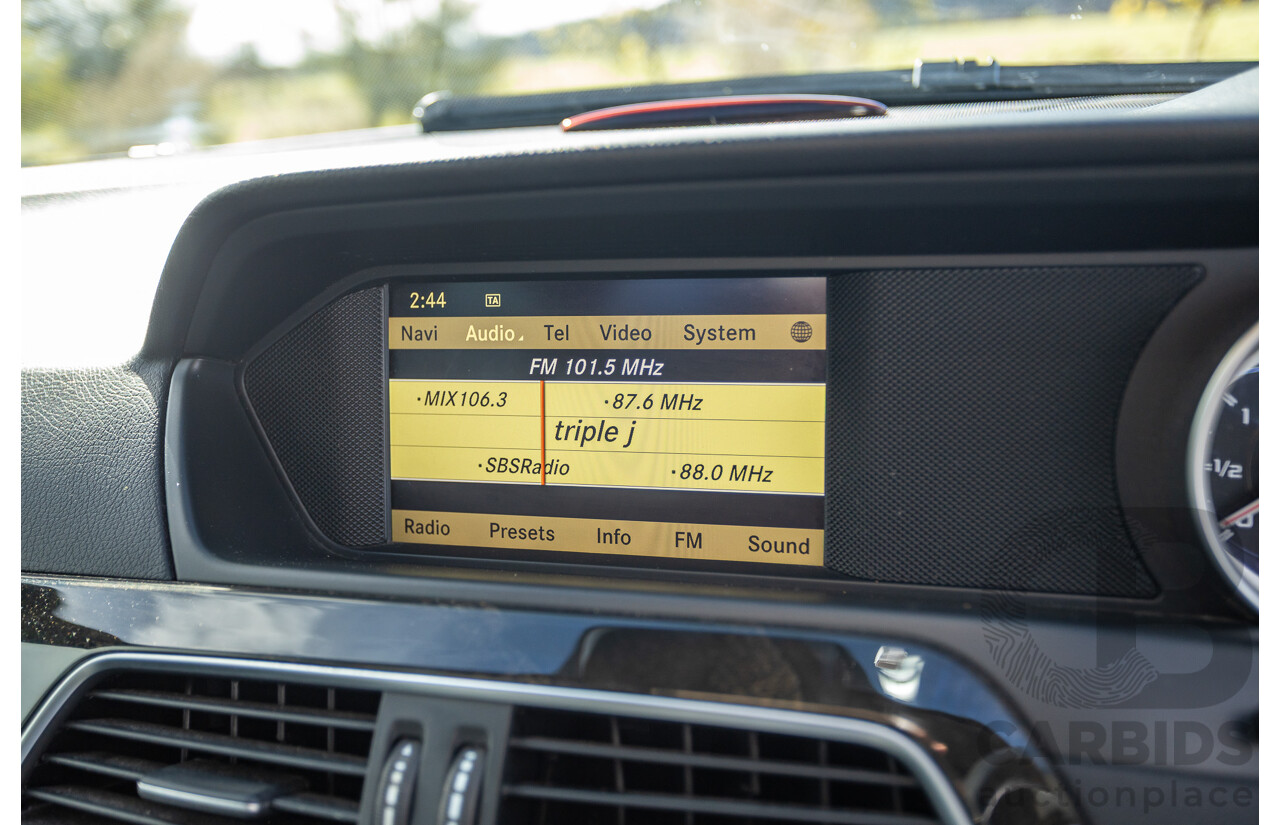 2:44 TA
Navi Audio Tel Video System
FM 101.5 MHz
·MIX106.3 ·87.6 MHz
triple j
·SBSRadio ·88.0 MHz
Radio Presets Info FM Sound
1
1/2
0
CARBIDS
auctionplace